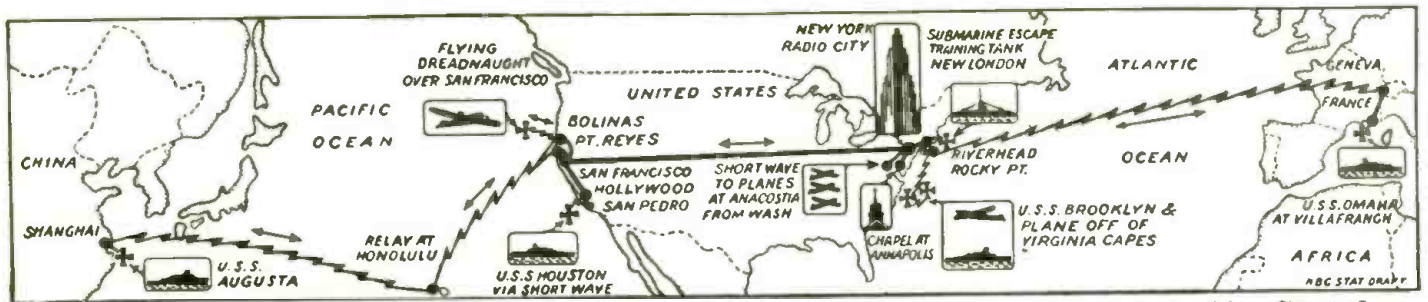 FLYING
DREADNAUGHT
OVER SAN FRANCISCO
NEW YORK
RADIO CITY
SUBMARINE ESCAPE
TRAINING TANK
NEW LONDON
ATLANTIC
GENEVA
PACIFIC
OCEAN
UNITED STATES
FRANCE
BOLINAS
PT. REYES
CHINA
SAN FRANCISCO
HOLLYWOOD
SAN PEDRO
SHORT WAVE
TO PLANES
AT ANACOSTIA
FROM WASH
RIVERHEAD
ROCKY PT.
OCEAN
SHANGHAI
RELAY AT
HONOLULU
U.S.S.
AUGUSTA
U.S.S HOUSTON
VIA SHORT WAVE
CHAPEL AT
ANNAPOLIS
U.S.S. BROOKLYN &
PLANE OFF OF
VIRGINIA CAPES
U.S.S. OMAHA
AT VILLAFRANCH
AFRICA
NBC STAT DRAFT